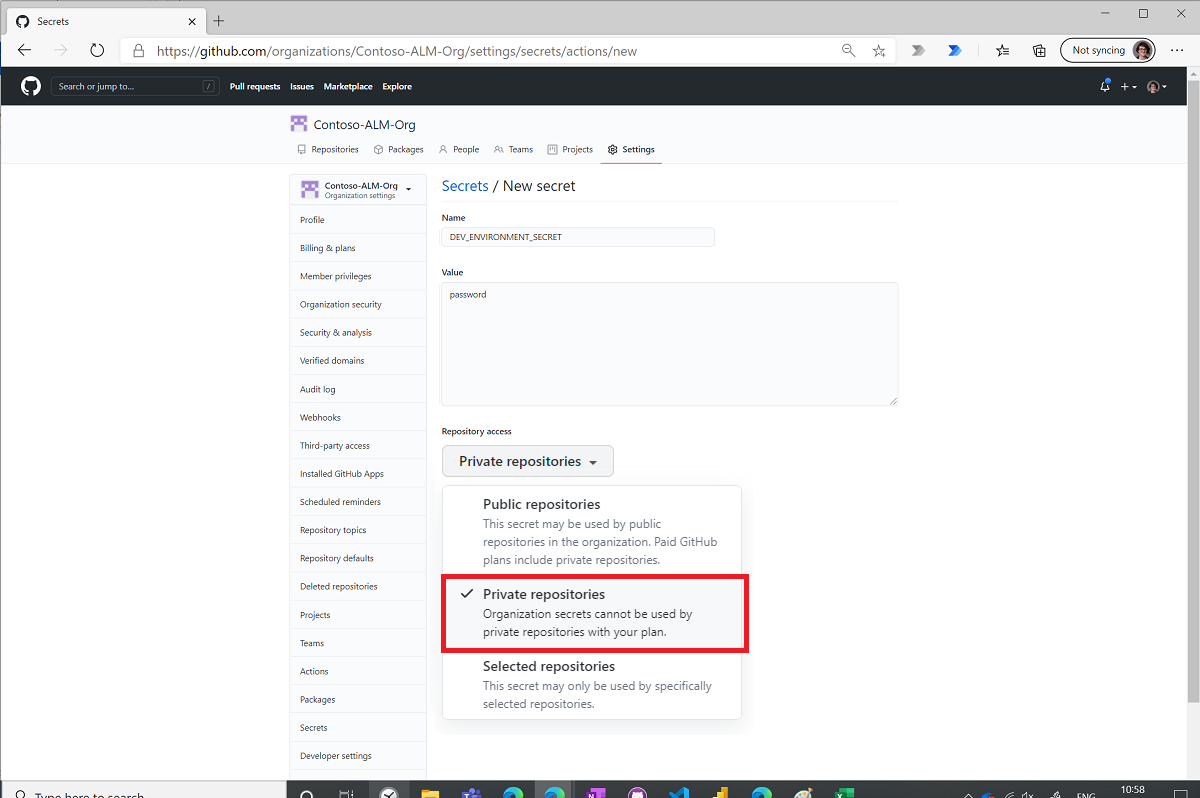 Secrets
https://github.com/organizations/Contoso-ALM-Org/settings/secrets/actions/new
Not syncing
Search or jump to...
/
Pull requests
Issues
Marketplace
Explore
Contoso-ALM-Org
Repositories
Packages
People
Teams
Projects
Settings
Contoso-ALM-Org
Organization settings
Profile
Billing & plans
Member privileges
Organization security
Security & analysis
Verified domains
Audit log
Webhooks
Third-party access
Installed GitHub Apps
Scheduled reminders
Repository topics
Repository defaults
Deleted repositories
Projects
Teams
Actions
Packages
Secrets
Developer settings
Secrets / New secret
Name
DEV_ENVIRONMENT_SECRET
Value
password
Repository access
Private repositories
Public repositories
This secret may be used by public
repositories in the organization. Paid GitHub
plans include private repositories.
Private repositories
Organization secrets cannot be used by
private repositories with your plan.
Selected repositories
This secret may only be used by specifically
selected repositories.
Type here to search
ENG
10:58